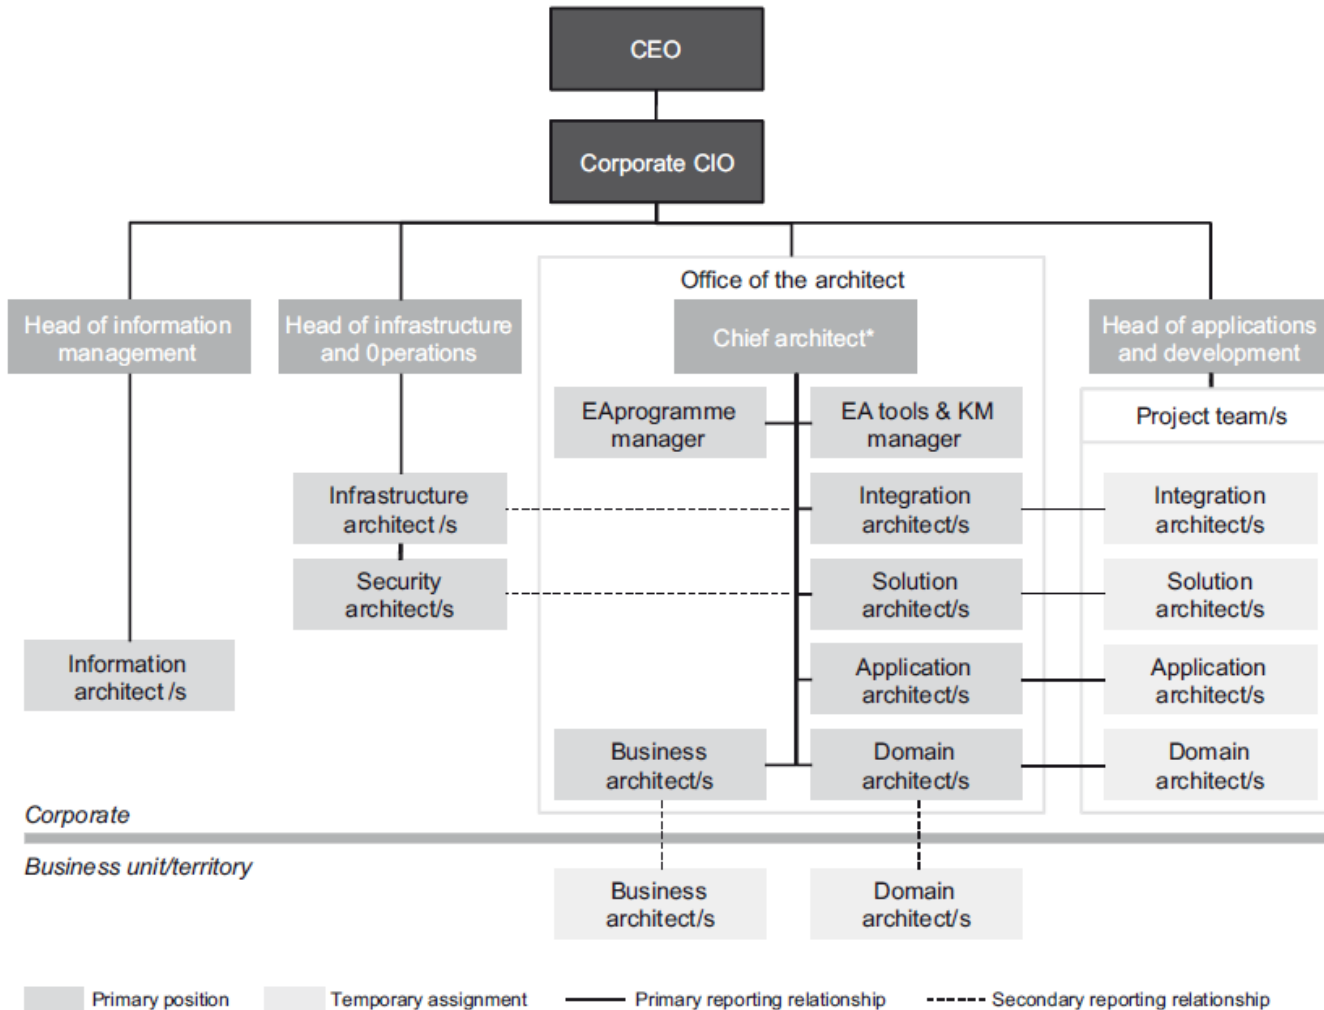 CEO
Corporate CIO
Office of the architect
Head of information
management
Head of infrastructure
and 0perations
Chief architect*
Head of applications
and development
EAprogramme
manager
EA tools & KM
manager
Project team/s
Infrastructure
architect /s
Integration
architect/s
Integration
architect/s
Security
architect/s
Solution
architect/s
Solution
architect/s
Information
architect /s
Application
architect/s
Application
architect/s
Business
architect/s
Domain
architect/s
Domain
architect/s
Corporate
Business unit/territory
Business
architect/s
Domain
architect/s
Primary position
Temporary assignment
Primary reporting relationship
Secondary reporting relationship